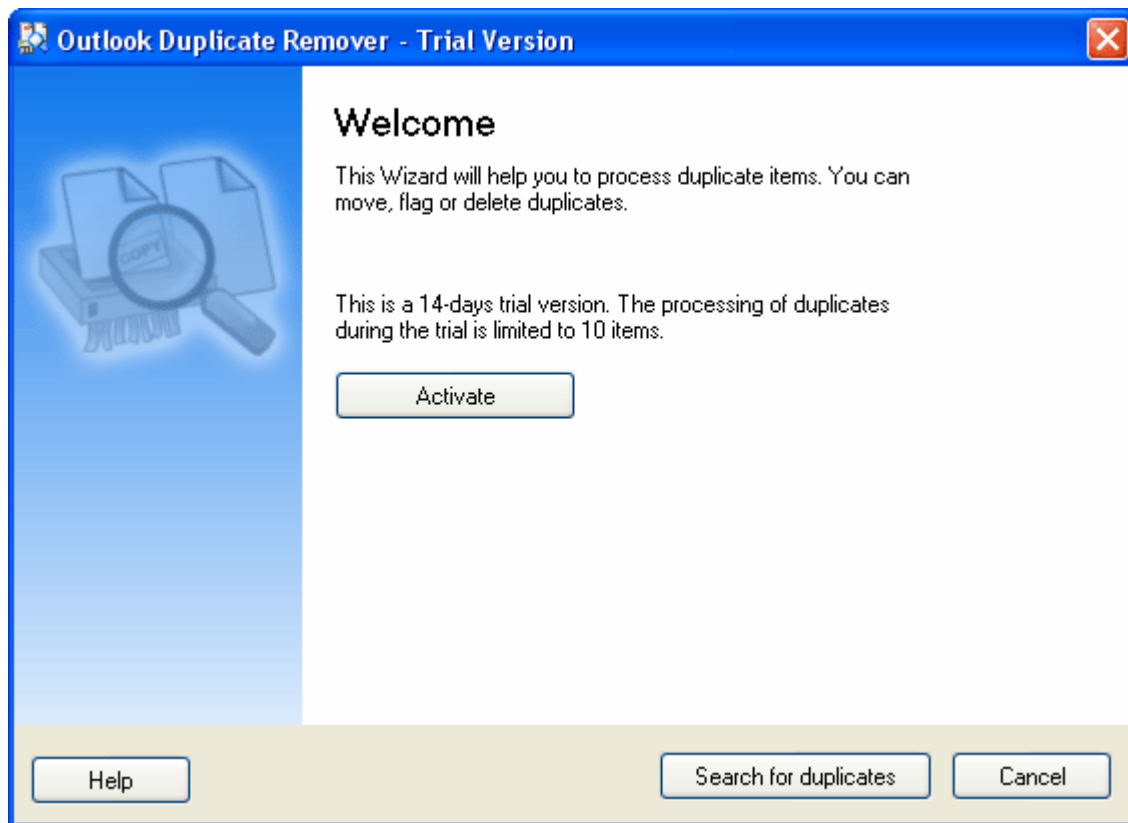 Outlook Duplicate Remover - Trial Version
Welcome
This Wizard will help you to process duplicate items. You can
move, flag or delete duplicates.
COPY
This is a 14-days trial version. The processing of duplicates
during the trial is limited to 10 items.
Activate
Help
Search for duplicates
Cancel